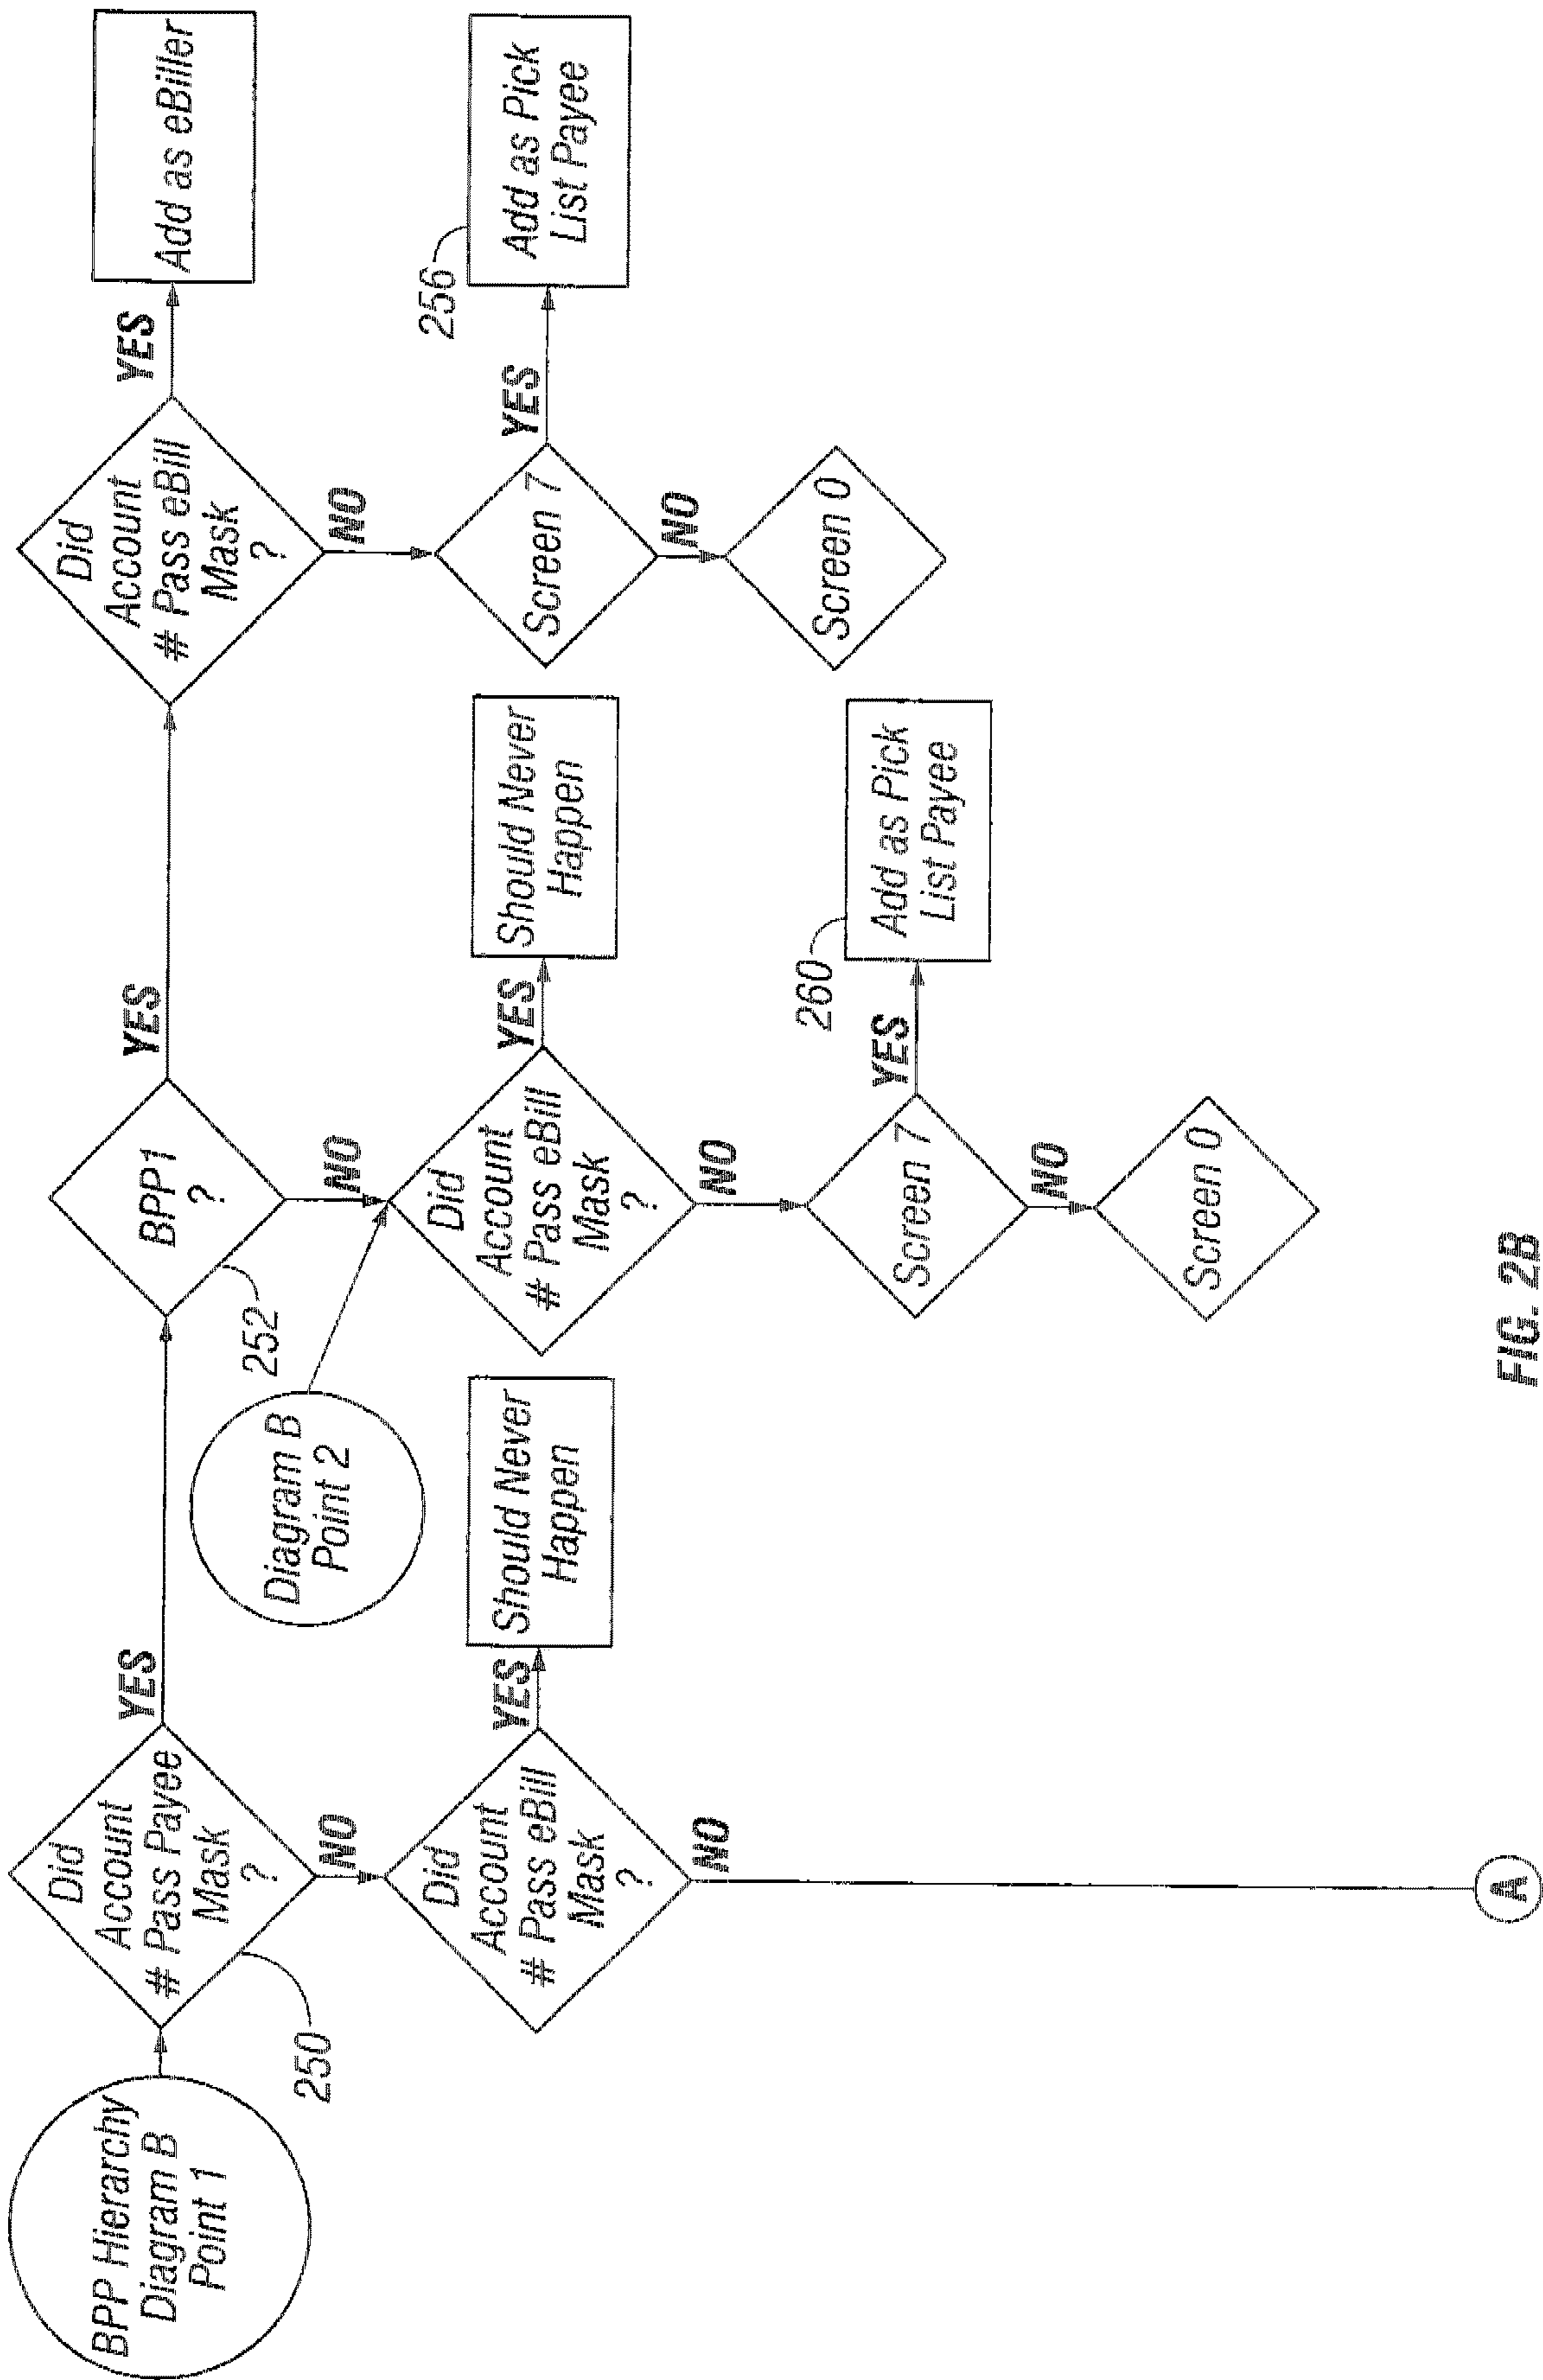 BPP Hierarchy
Diagram B
Point 1
250
Did
Account
# Pass Payee
Mask
?
YES
NO
Did
Account
# Pass eBill
Mask
?
YES
Should Never
Happen
NO
A
BPP1
?
252
YES
NO
Diagram B
Point 2
Did
Account
# Pass eBill
Mask
?
YES
Should Never
Happen
NO
Screen 7
YES
260
Add as Pick
List Payee
NO
Screen 0
Did
Account
# Pass eBill
Mask
?
YES
Add as eBiller
NO
Screen 7
YES
256
Add as Pick
List Payee
NO
Screen 0
FIG. 2B